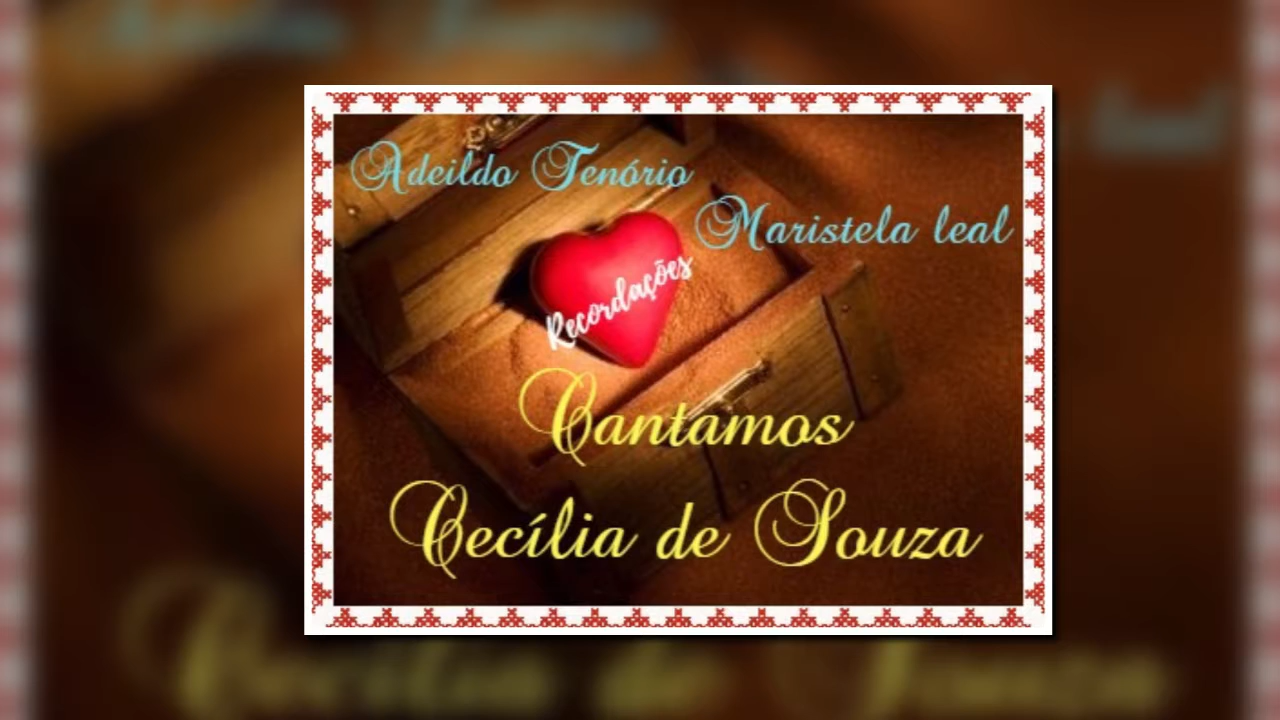 Adeildo Tenório
Maristela leal
Recordações
Cantamos
Cecília de Souza